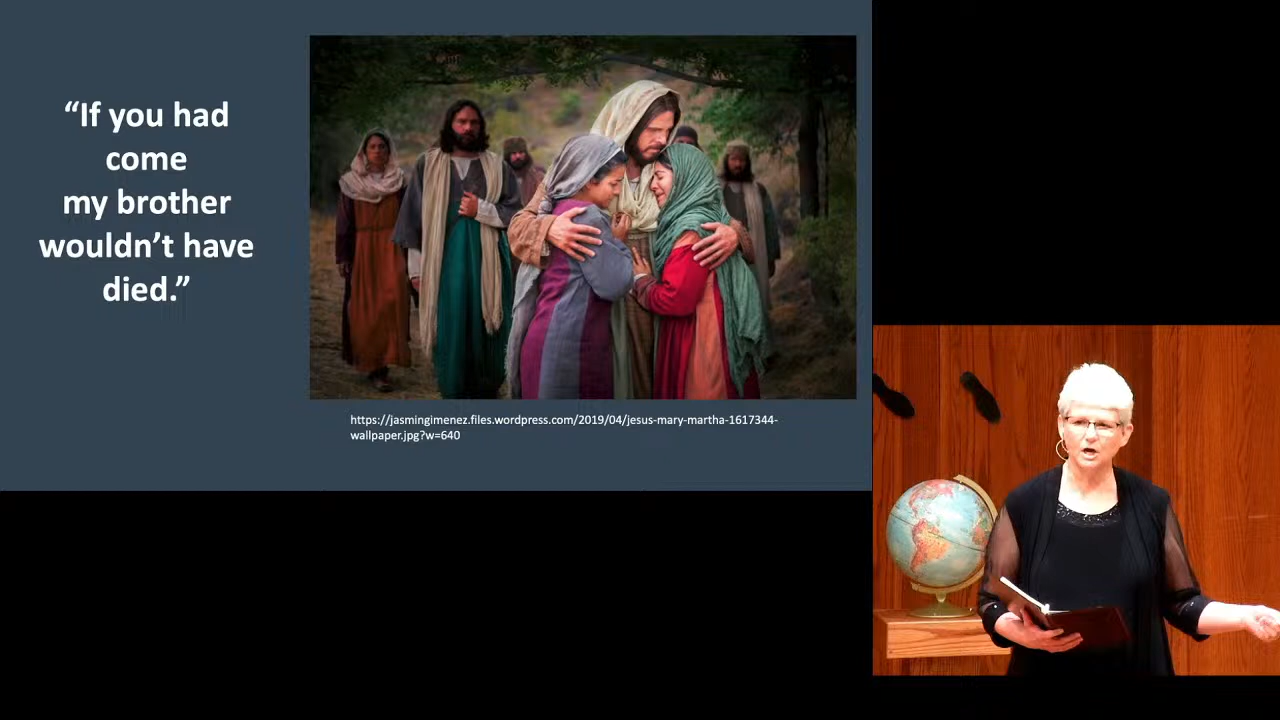 “If you had
come
my brother
wouldn’t have
died.”
https://jasmingimenez.files.wordpress.com/2019/04/jesus-mary-martha-1617344-
wallpaper.jpg?w=640